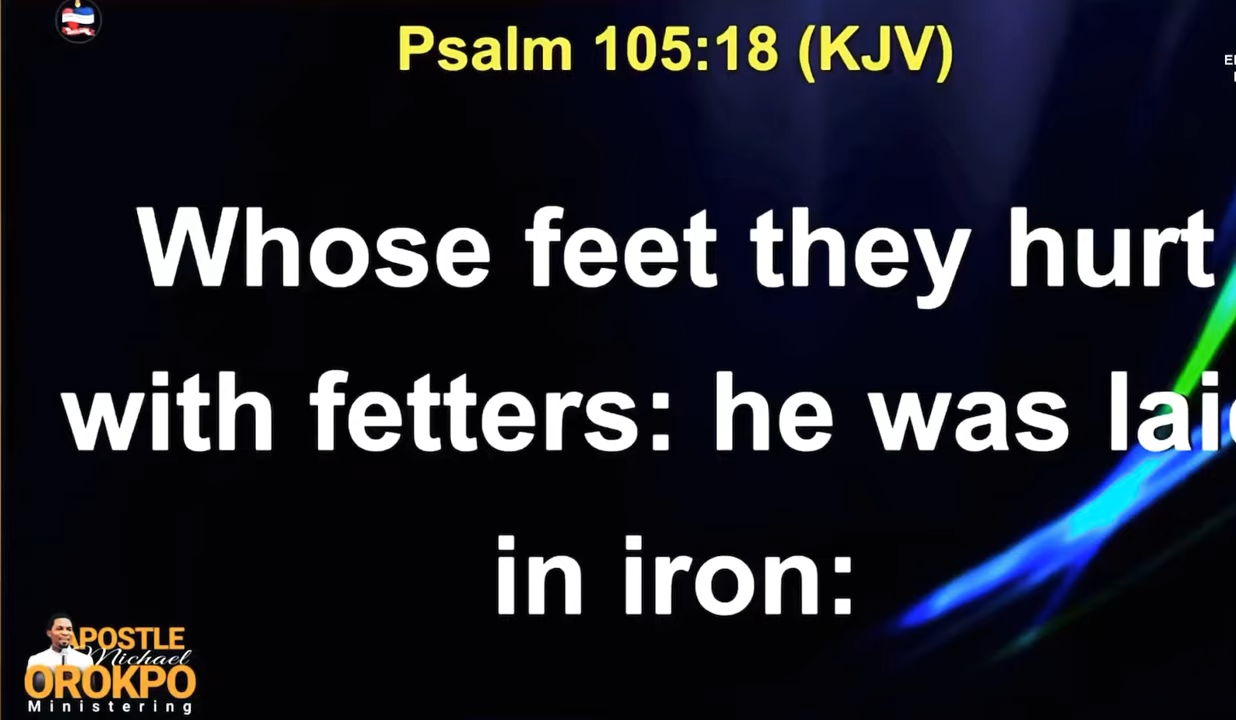 Psalm 105:18 (KJV)
Whose feet they hurt
with fetters: he was
in iron:
APOSTLE
Michael
OROKPO
Ministering